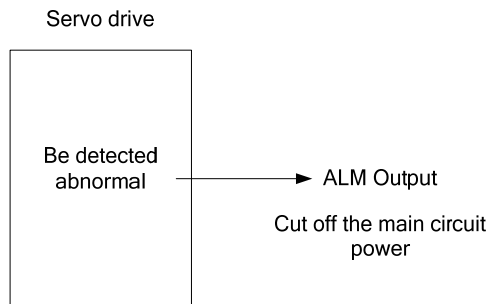 Servo drive
Be detected
abnormal
ALM Output
Cut off the main circuit
power